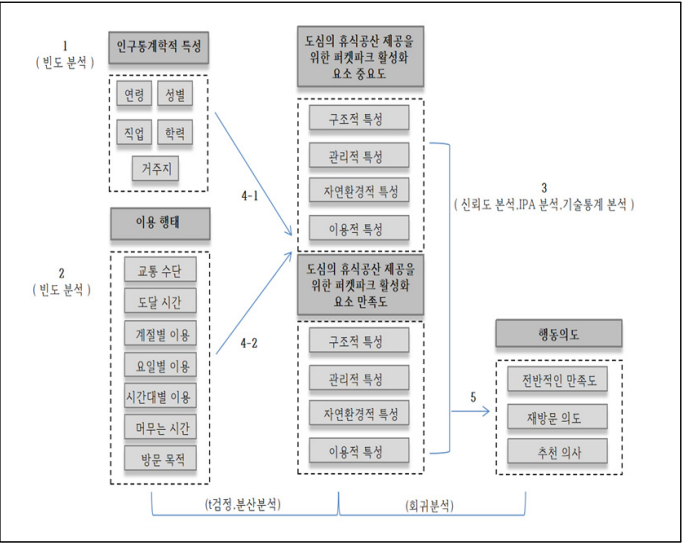 1
( 빈도 분석 )
인구통계학적 특성
연령
성별
직업
학력
거주지
이용 행태
2
( 빈도 분석 )
교통 수단
도달 시간
계절별 이용
요일별 이용
시간대별 이용
머무는 시간
방문 목적
4-1
4-2
도심의 휴식공산 제공을
위한 퍼켓파크 활성화
요소 중요도
구조적 특성
관리적 특성
자연환경적 특성
이용적 특성
도심의 휴식공산 제공을
위한 퍼켓파크 활성화
요소 만족도
구조적 특성
관리적 특성
자연환경적 특성
이용적 특성
3
( 신뢰도 분석,IPA 분석,기술통계 본석 )
5
행동의도
전반적인 만족도
재방문 의도
추천 의사
(t검정,분산분석)
(회귀분석)